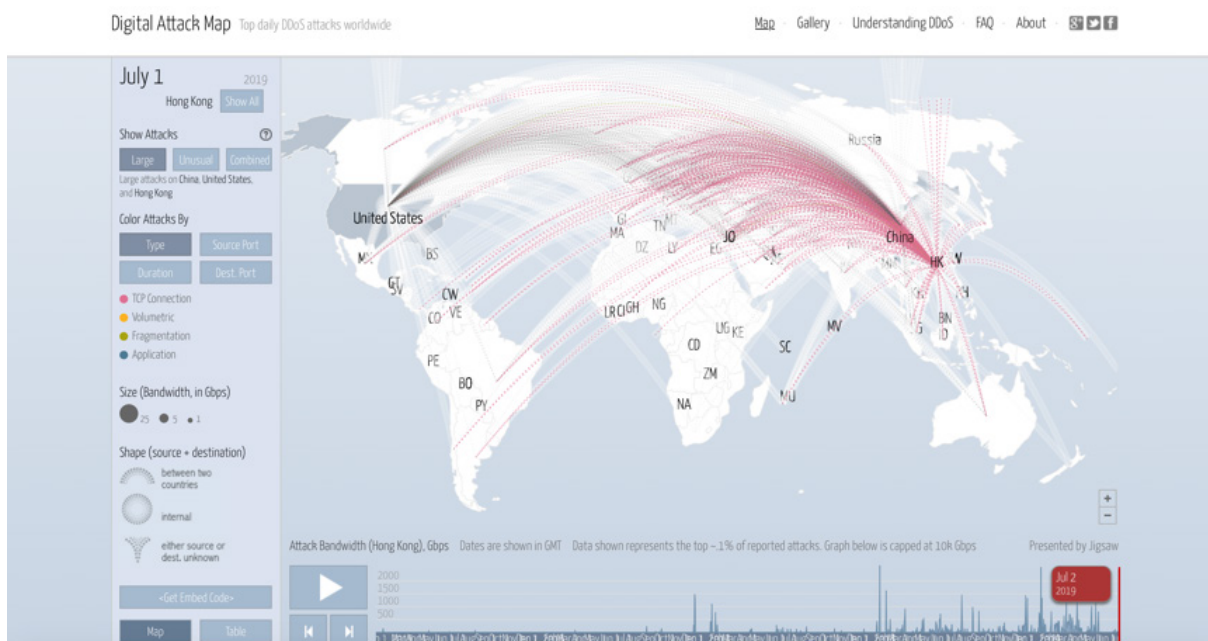 Digital Attack Map Top daily DDoS attacks worldwide
Map · Gallery · Understanding DDoS · FAQ · About
July 1 2019
Hong Kong Show All
Show Attacks ?
Large Unusual Combined
Large attacks on China, United States,
and Hong Kong
Color Attacks By
Type Source Port
Duration Dest. Port
TCP Connection
Volumetric
Fragmentation
Application
Size (Bandwidth, in Gbps)
25 5 1
Shape (source + destination)
between two
countries
internal
either source or
dest. unknown
<Get Embed Code>
Map Table
Russia
United States
China
GI
TN
MT
MA
JO
DZ
LY
EG
HK
BS
GT
SV
CW
CO
VE
LR
CI
GH
NG
UG
KE
MV
BN
ID
CD
SC
PE
BO
ZM
PY
NA
MU
+
−
Attack Bandwidth (Hong Kong), Gbps Dates are shown in GMT Data shown represents the top ~.1% of reported attacks. Graph below is capped at 10k Gbps Presented by Jigsaw
2000
1500
1000
500
Jul 2
2019